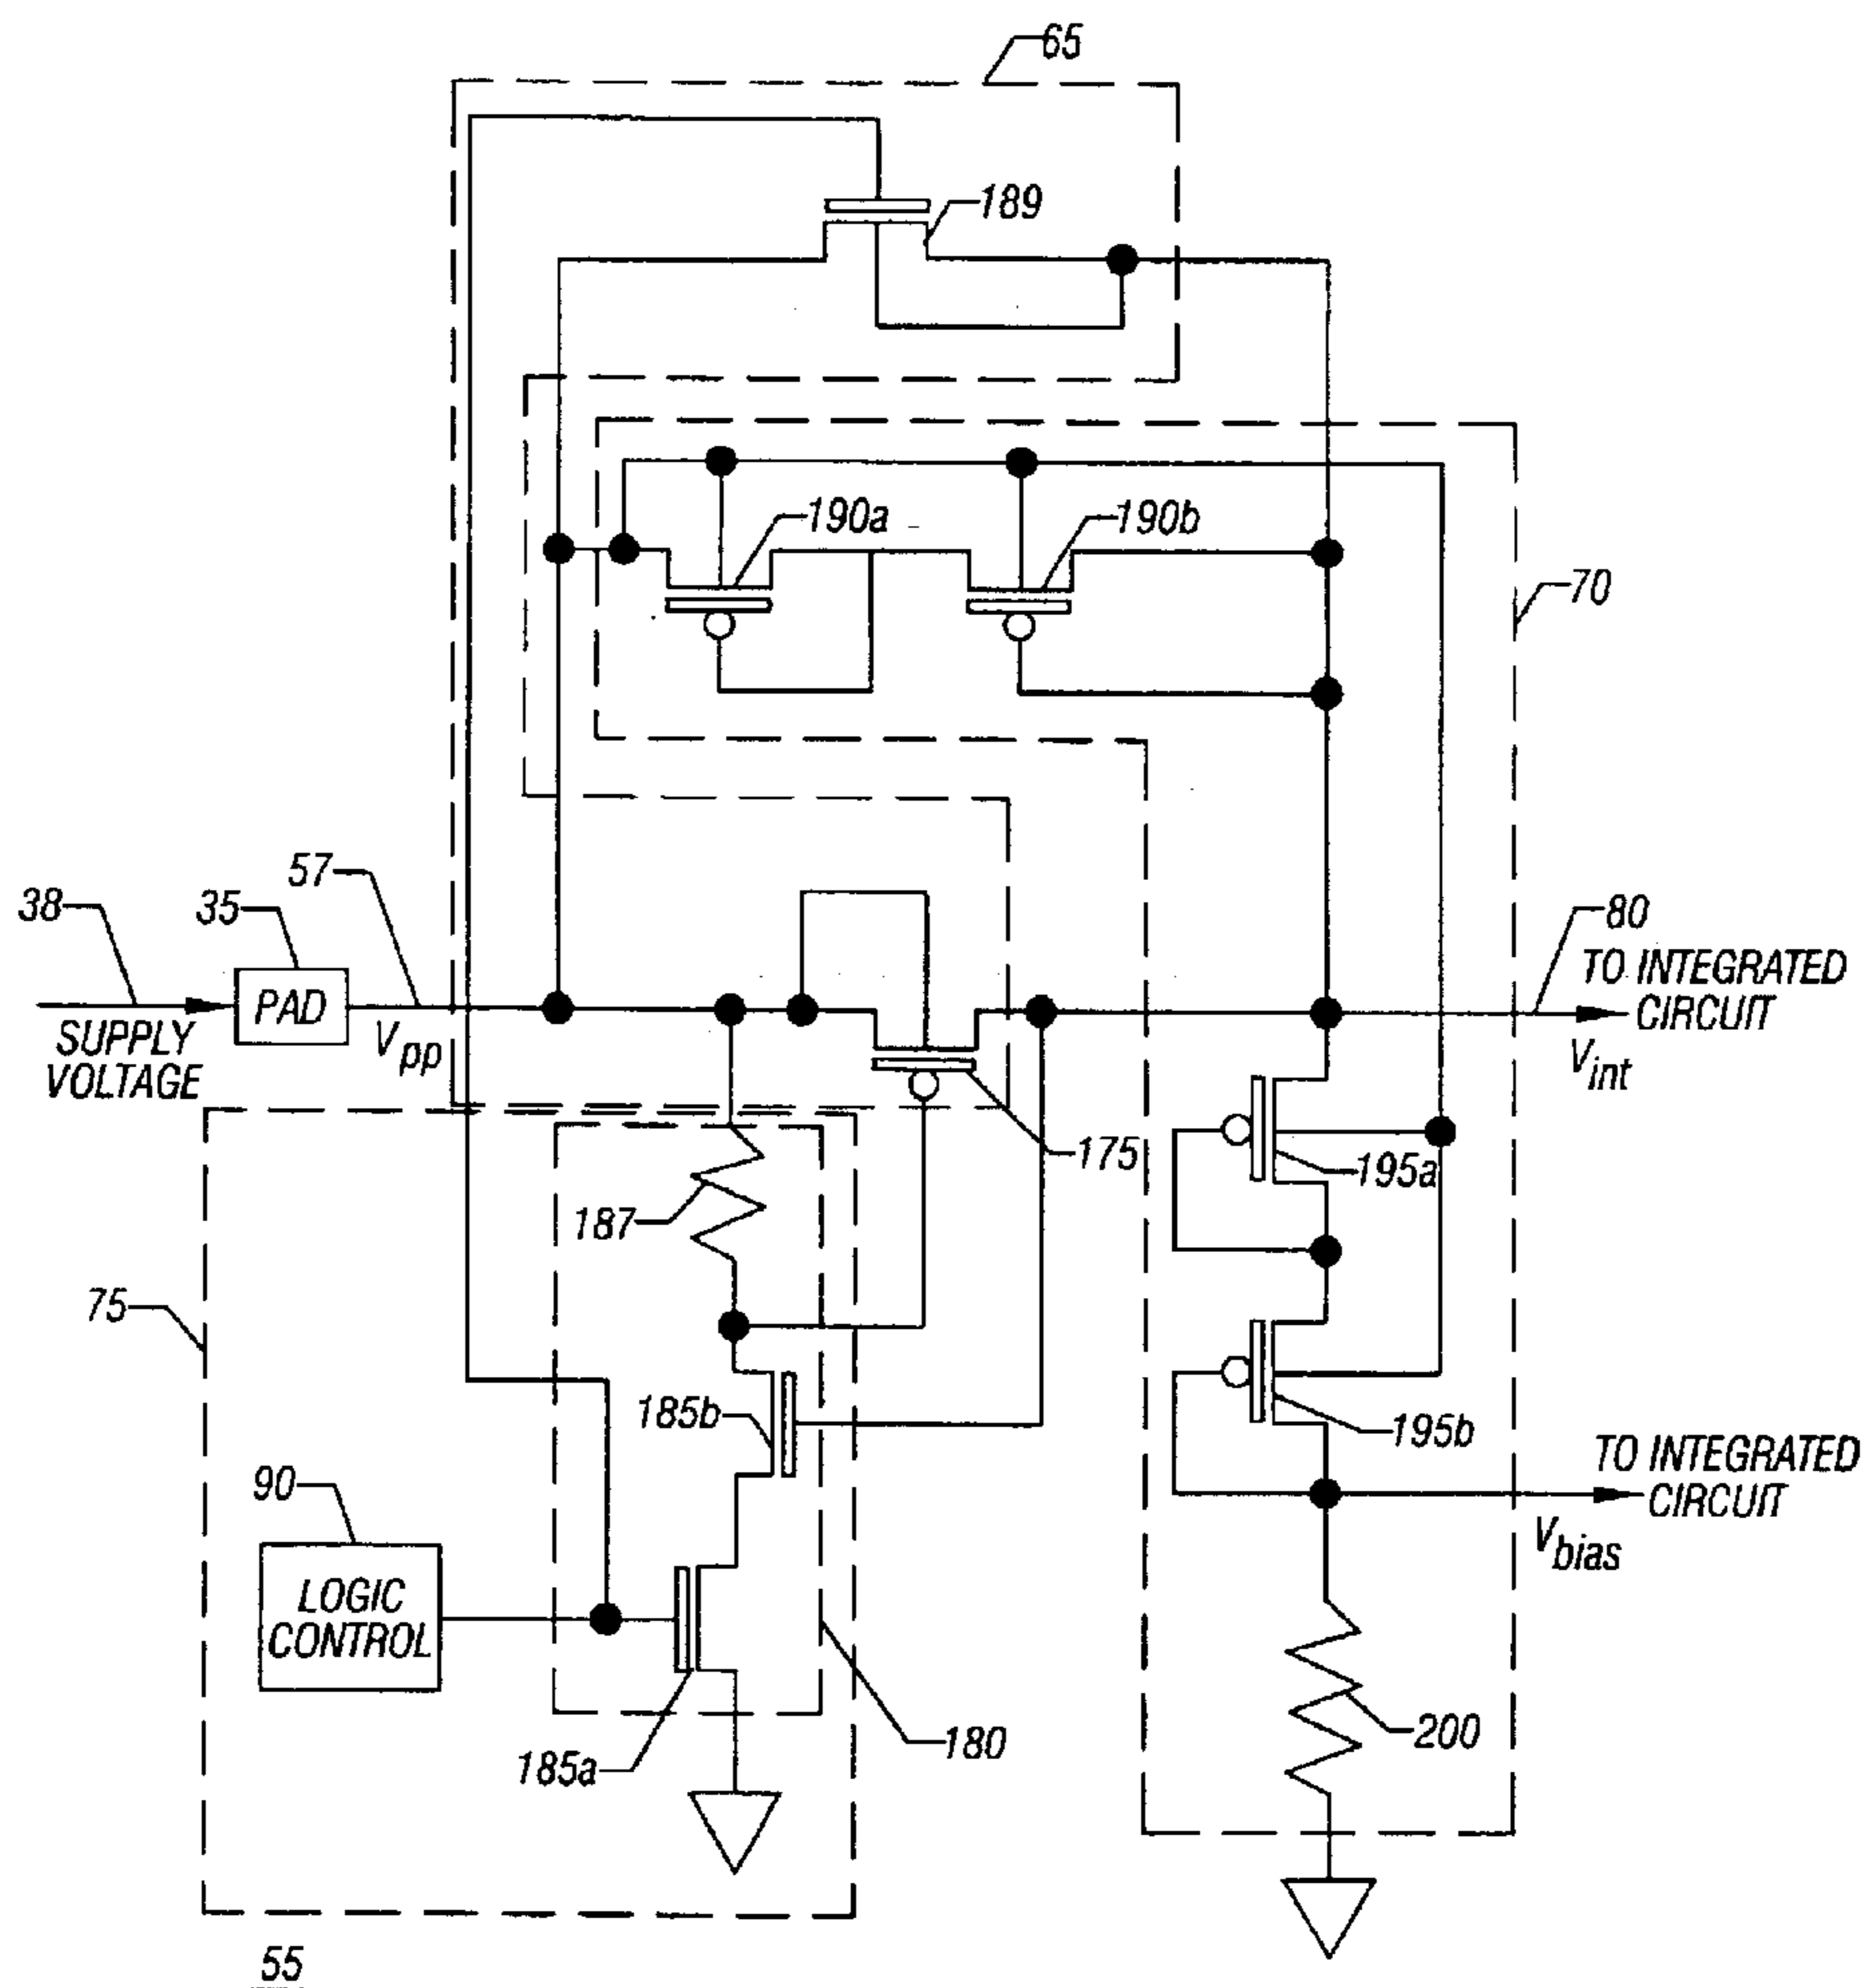 65
189
190a
190b
70
57
38
35
80
TO INTEGRATED
CIRCUIT
PAD
SUPPLY
VOLTAGE
Vpp
Vint
175
195a
187
75
185b
195b
TO INTEGRATED
CIRCUIT
90
Vbias
LOGIC
CONTROL
200
180
185a
55